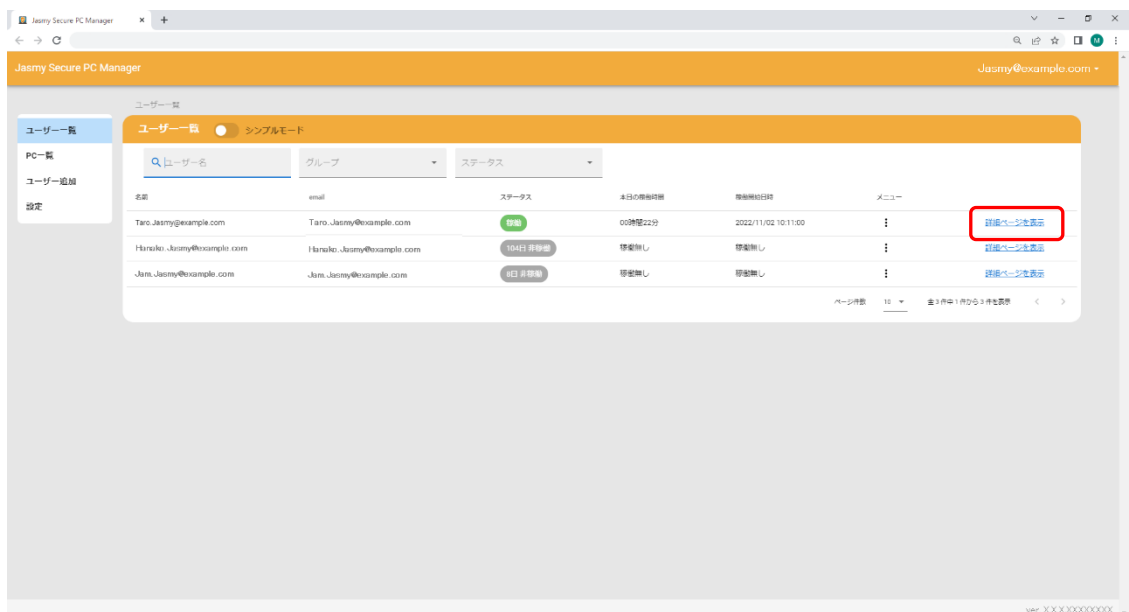 Jasmy Secure PC Manager
M
Jasmy Secure PC Manager
Jasmy@example.com
ユーザー一覧
ユーザー一覧
PC一覧
ユーザー追加
設定
ユーザー一覧 シンプルモード
ユーザー名 グループ ステータス
名前 email ステータス 本日の稼働時間 稼働開始日時 メニュー
Taro.Jasmy@example.com Taro.Jasmy@example.com 稼働 00時間22分 2022/11/02 10:11:00 詳細ページを表示
Hanako.Jasmy@example.com Hanako.Jasmy@example.com 104日 非稼働 稼働無し 稼働無し 詳細ページを表示
Jam.Jasmy@example.com Jam.Jasmy@example.com 8日 非稼働 稼働無し 稼働無し 詳細ページを表示
ページ件数 10 全3件中1件から3件を表示